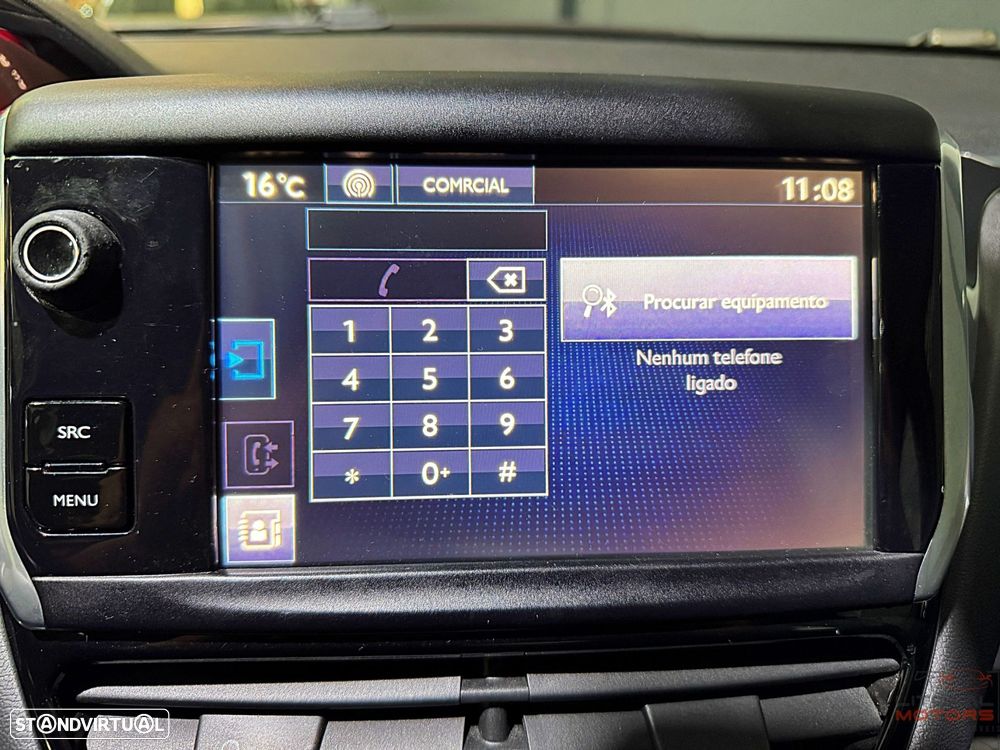 16°C
COMRCIAL
11:08
1 2 3
4 5 6
7 8 9
* 0+ #
Procurar equipamento
Nenhum telefone
ligado
SRC
MENU
STANDVIRTUAL
MOTORS